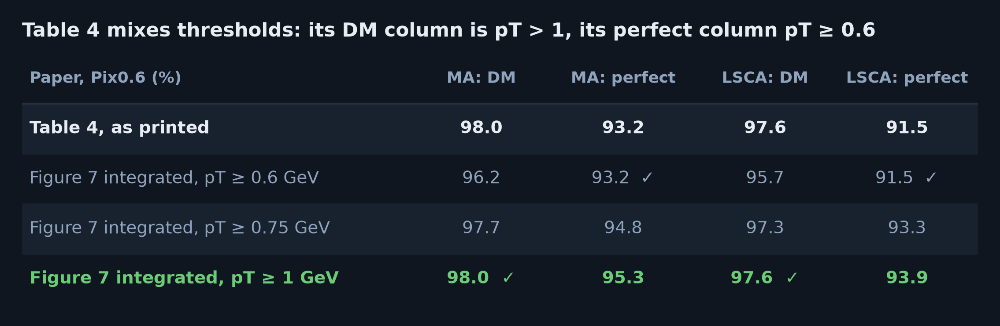 Table 4 mixes thresholds: its DM column is pT > 1, its perfect column pT ≥ 0.6
Paper, Pix0.6 (%) MA: DM MA: perfect LSCA: DM LSCA: perfect
Table 4, as printed 98.0 93.2 97.6 91.5
Figure 7 integrated, pT ≥ 0.6 GeV 96.2 93.2 ✓ 95.7 91.5 ✓
Figure 7 integrated, pT ≥ 0.75 GeV 97.7 94.8 97.3 93.3
Figure 7 integrated, pT ≥ 1 GeV 98.0 ✓ 95.3 97.6 ✓ 93.9